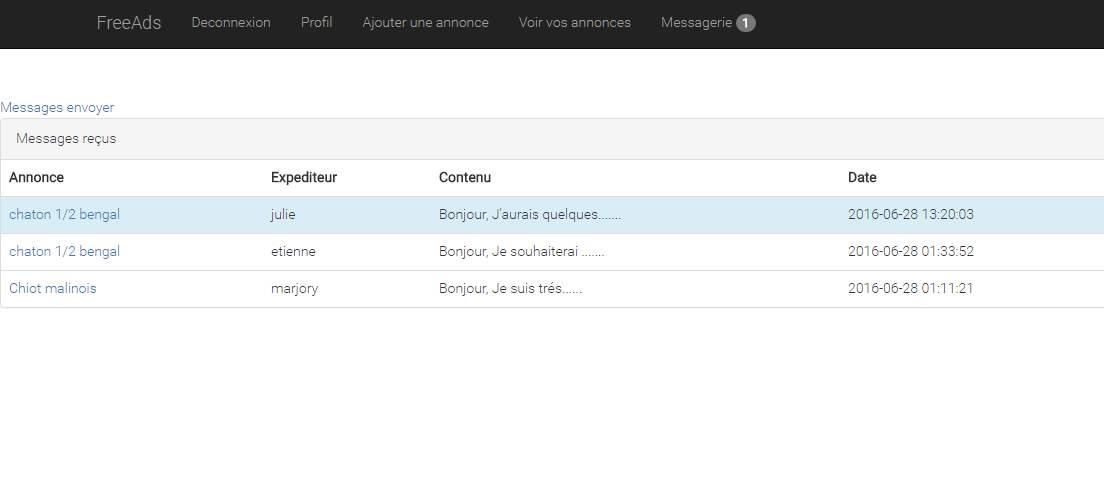 FreeAds Deconnexion Profil Ajouter une annonce Voir vos annonces Messagerie 1
Messages envoyer
Messages reçus
Annonce Expediteur Contenu Date
chaton 1/2 bengal julie Bonjour, J'aurais quelques....... 2016-06-28 13:20:03
chaton 1/2 bengal etienne Bonjour, Je souhaiterai ....... 2016-06-28 01:33:52
Chiot malinois marjory Bonjour, Je suis trés...... 2016-06-28 01:11:21